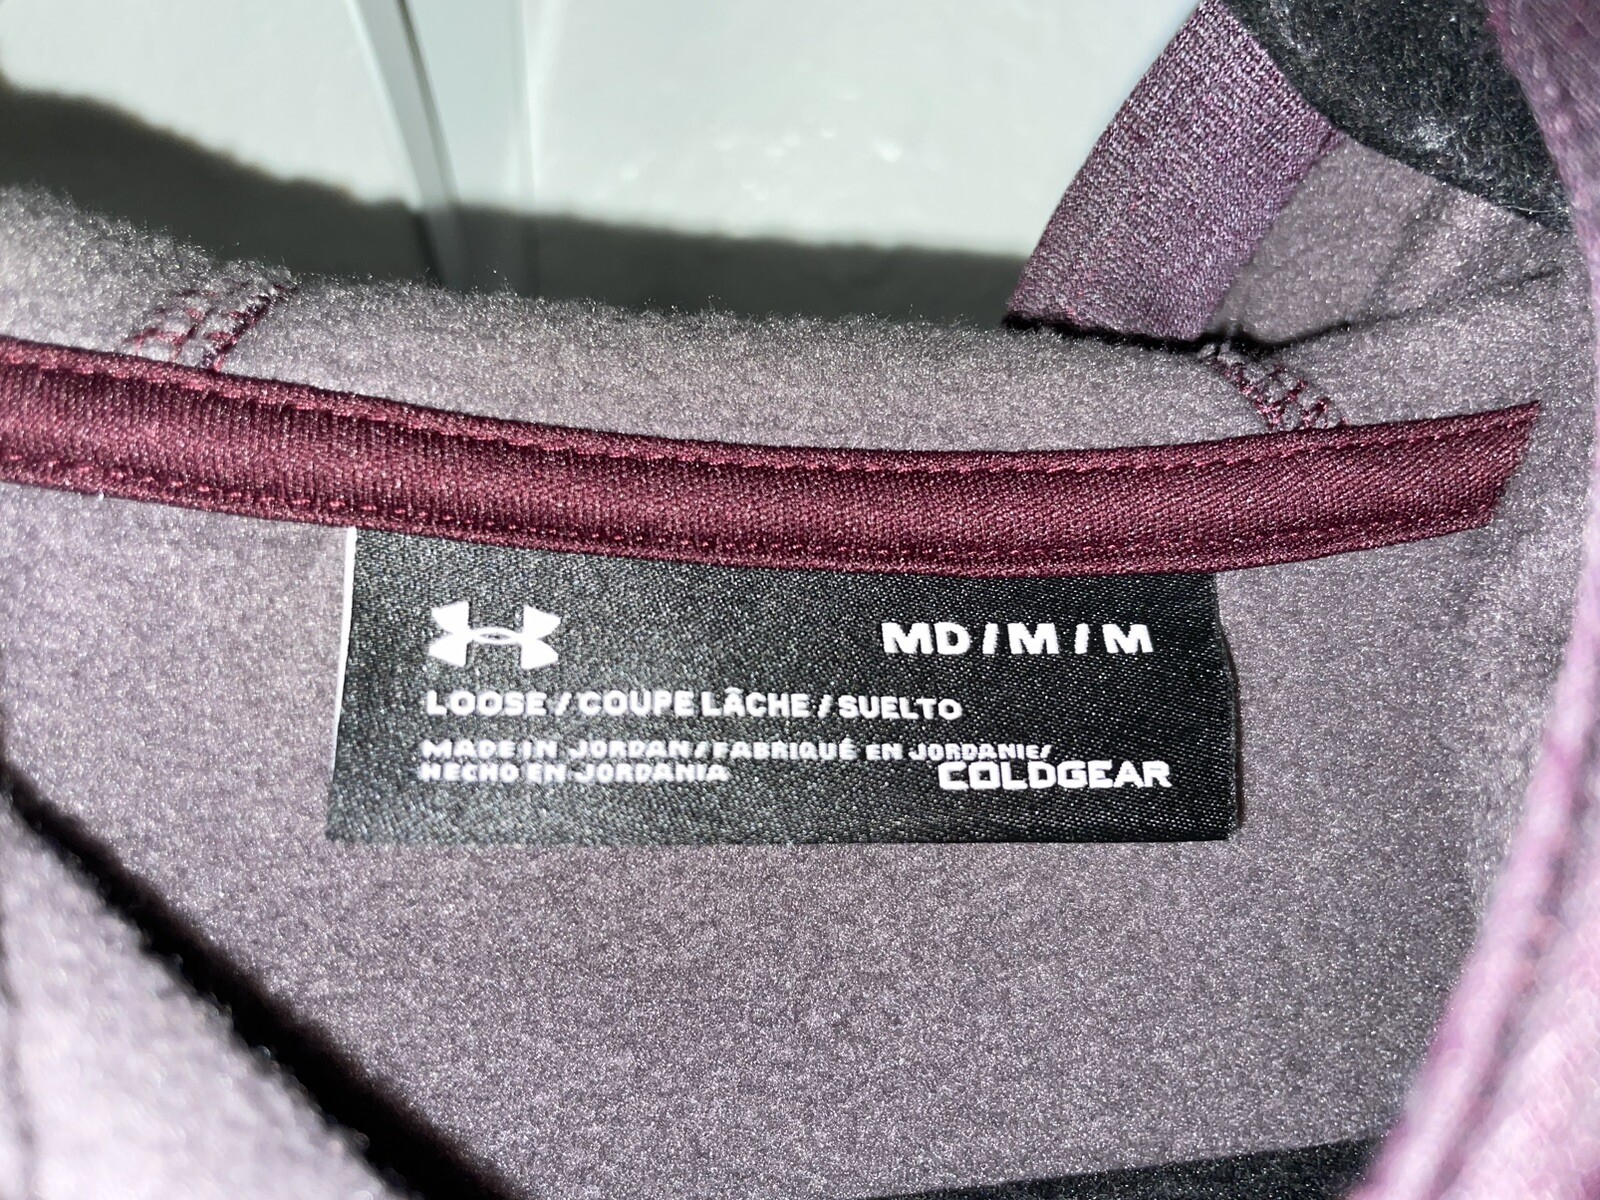 MD/M/M
LOOSE/COUPE LÂCHE/SUELTO
MADE IN JORDAN/FABRIQUÉ EN JORDANIE/
HECHO EN JORDANIA
COLDGEAR